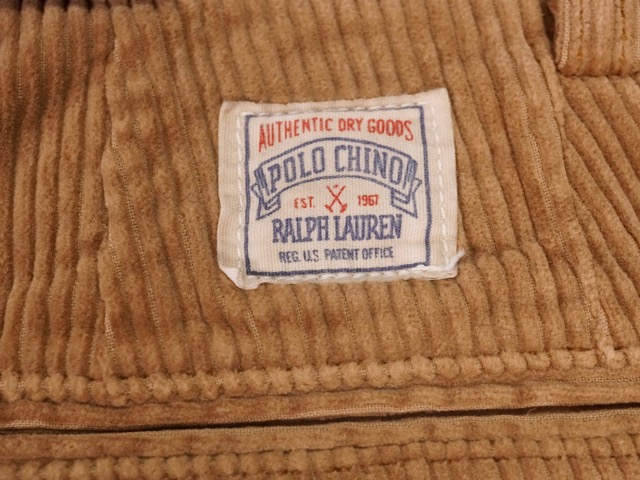 AUTHENTIC DRY GOODS
POLO CHINO
EST. 1967
RALPH LAUREN
REG. U.S. PATENT OFFICE